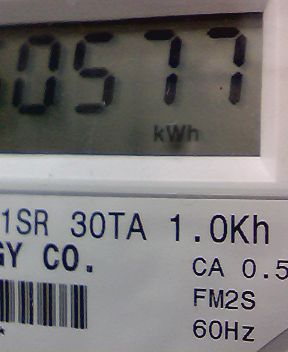 0577
kWh
1SR 30TA 1.0Kh
GY CO.
CA 0.5
FM2S
60Hz